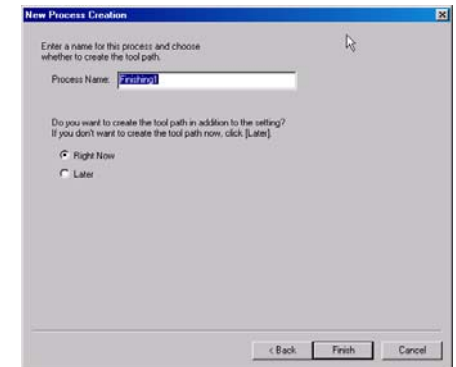 New Process Creation
Enter a name for this process and choose
whether to create the tool path.
Process Name: Finishing1
Do you want to create the tool path in addition to the setting?
If you don't want to create the tool path now, click [Later].
Right Now
Later
< Back Finish Cancel